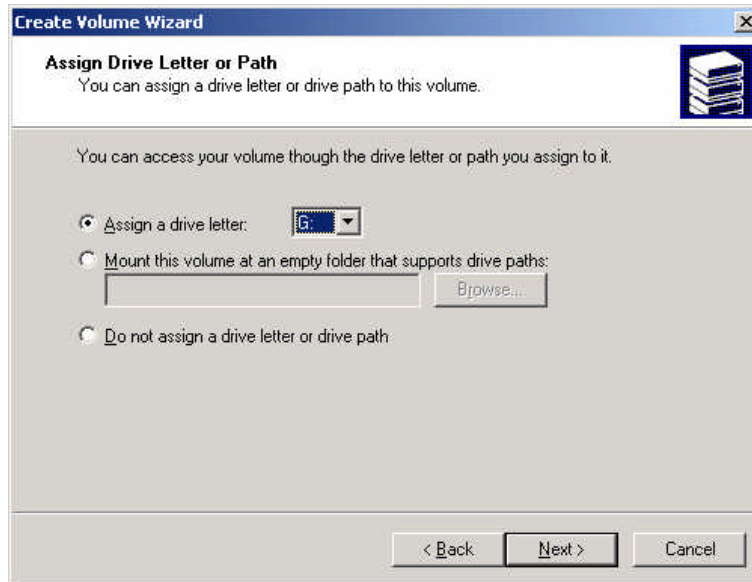 Create Volume Wizard
Assign Drive Letter or Path
You can assign a drive letter or drive path to this volume.
You can access your volume though the drive letter or path you assign to it.
Assign a drive letter: G:
Mount this volume at an empty folder that supports drive paths:
Browse...
Do not assign a drive letter or drive path
< Back Next > Cancel